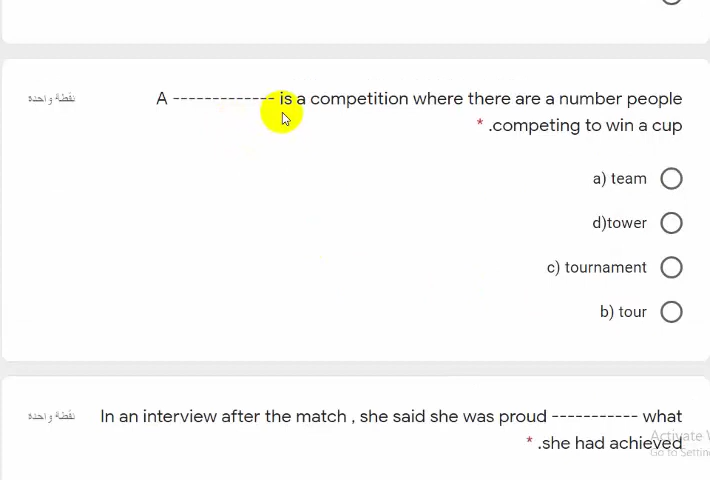 نقطة واحدة
A ------------- is a competition where there are a number people
* .competing to win a cup
a) team
d)tower
c) tournament
b) tour
نقطة واحدة
In an interview after the match , she said she was proud ----------- what
* .she had achieved
Activate
Go to Settin